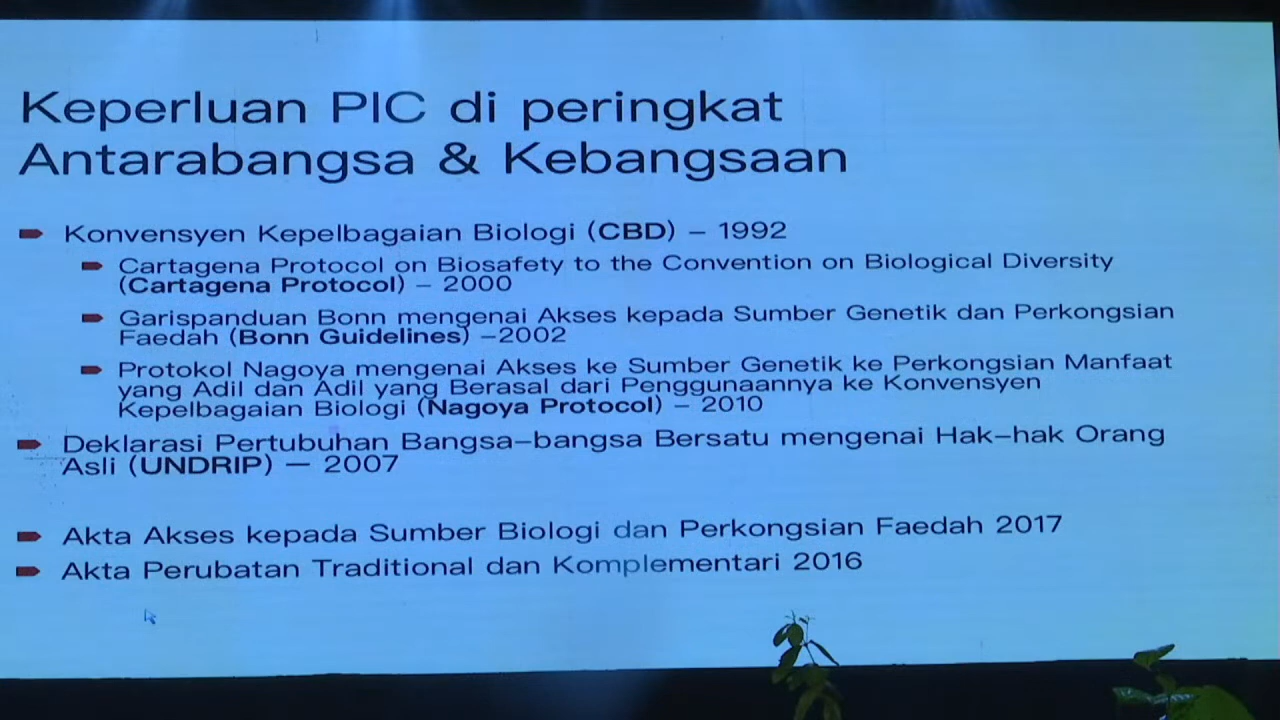 Keperluan PIC di peringkat
Antarabangsa & Kebangsaan
Konvensyen Kepelbagaian Biologi (CBD) – 1992
Cartagena Protocol on Biosafety to the Convention on Biological Diversity
(Cartagena Protocol) – 2000
Garispanduan Bonn mengenai Akses kepada Sumber Genetik dan Perkongsian
Faedah (Bonn Guidelines) –2002
Protokol Nagoya mengenai Akses ke Sumber Genetik ke Perkongsian Manfaat
yang Adil dan Adil yang Berasal dari Penggunaannya ke Konvensyen
Kepelbagaian Biologi (Nagoya Protocol) – 2010
Deklarasi Pertubuhan Bangsa–bangsa Bersatu mengenai Hak–hak Orang
Asli (UNDRIP) — 2007
Akta Akses kepada Sumber Biologi dan Perkongsian Faedah 2017
Akta Perubatan Traditional dan Komplementari 2016